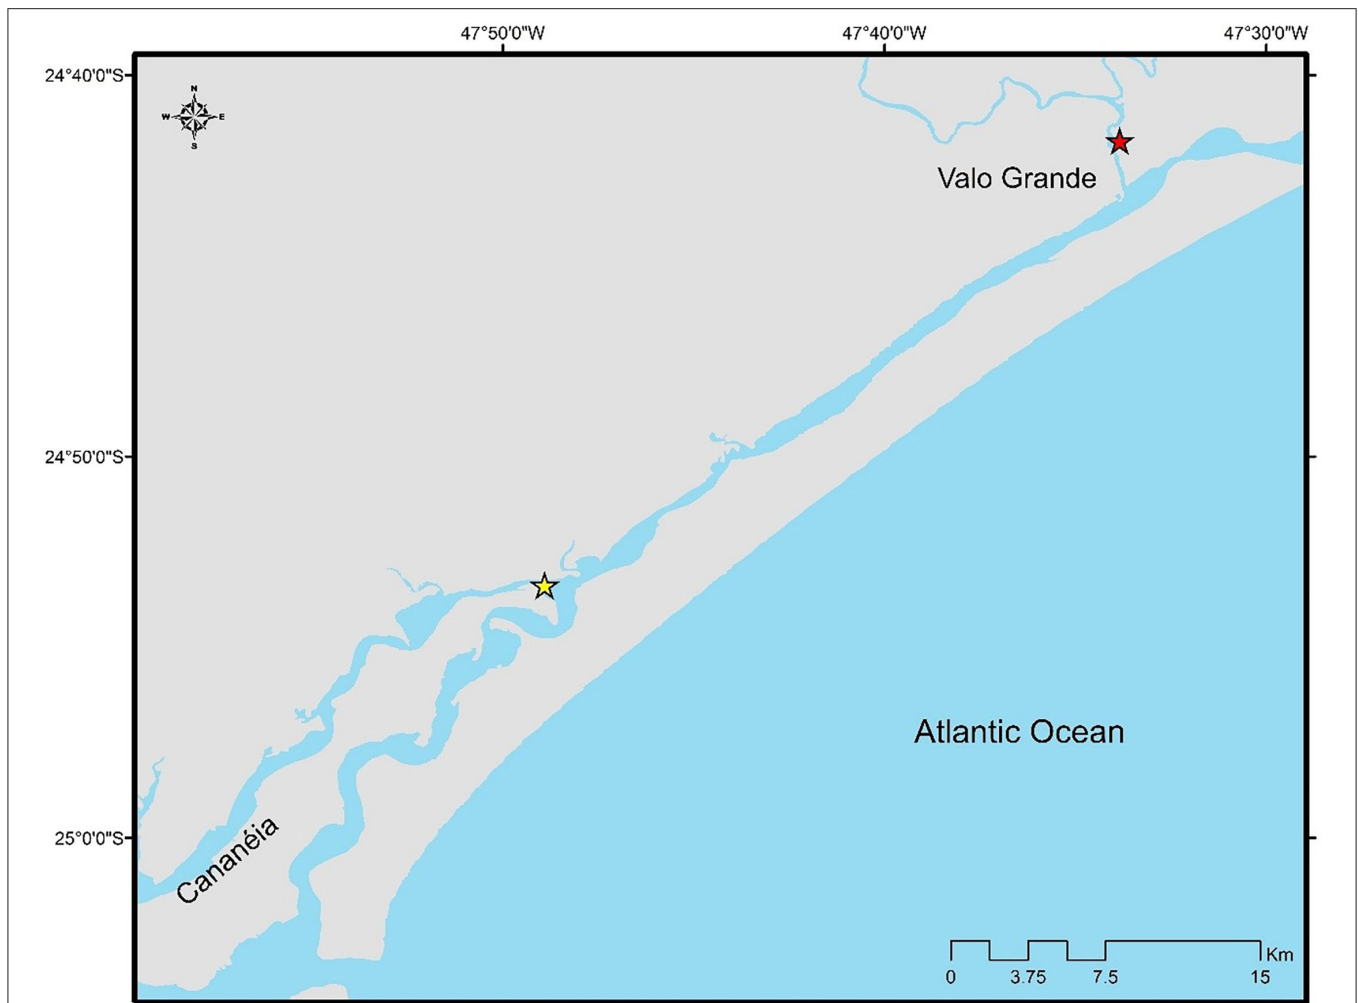 47°50'0"W 47°40'0"W 47°30'0"W
24°40'0"S
N
W E
S
Valo Grande
24°50'0"S
Atlantic Ocean
25°0'0"S
Cananéia
Km
0 3.75 7.5 15